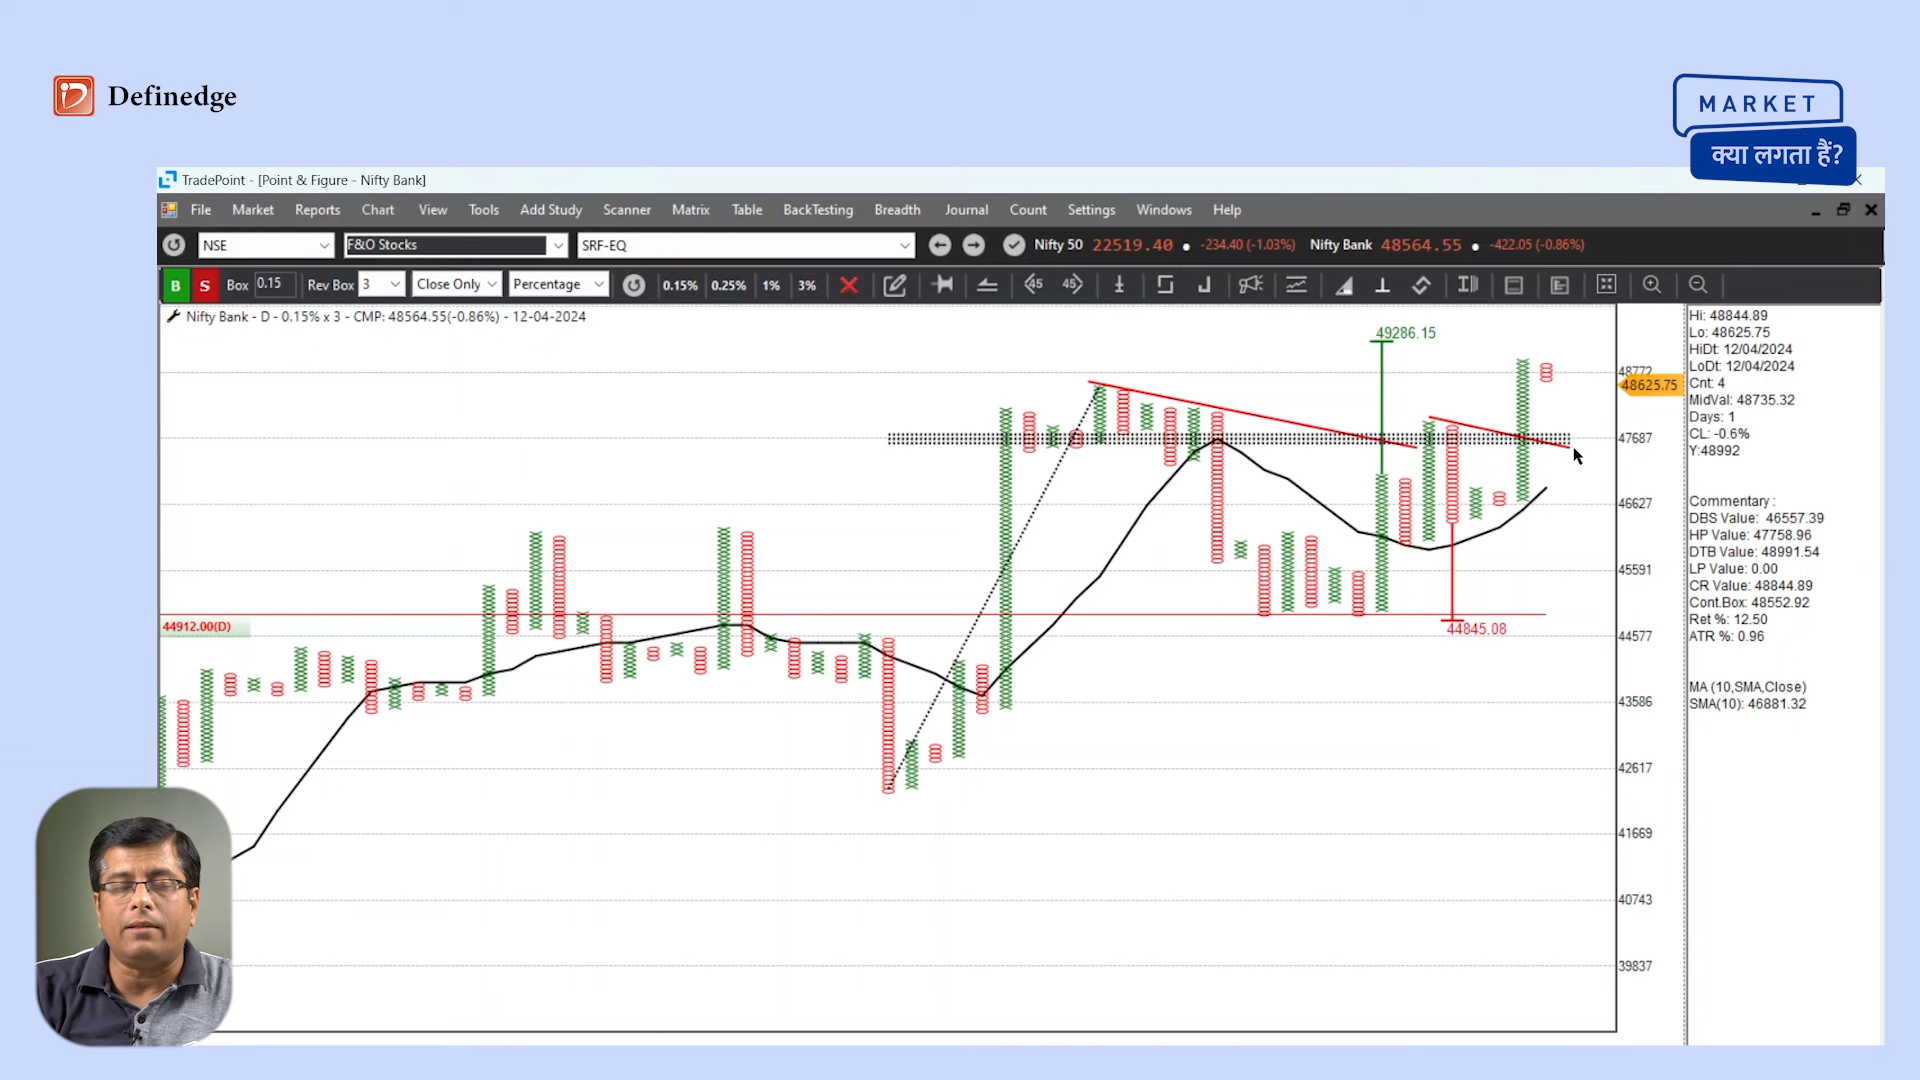 Definedge
MARKET
क्या लगता हैं?
TradePoint - [Point & Figure - Nifty Bank]
File Market Reports Chart View Tools Add Study Scanner Matrix Table BackTesting Breadth Journal Count Settings Windows Help
NSE F&O Stocks SRF-EQ Nifty 50 22519.40 ● -234.40 (-1.03%) Nifty Bank 48564.55 ● -422.05 (-0.86%)
B S Box 0.15 Rev Box 3 Close Only Percentage 0.15% 0.25% 1% 3% 45 45
Nifty Bank - D - 0.15% x 3 - CMP: 48564.55(-0.86%) - 12-04-2024
49286.15
48772
48625.75
47687
46627
45591
44912.00(D)
44845.08
44577
43586
42617
41669
40743
39837
Hi: 48844.89
Lo: 48625.75
HiDt: 12/04/2024
LoDt: 12/04/2024
Cnt: 4
MidVal: 48735.32
Days: 1
CL: -0.6%
Y:48992
Commentary :
DBS Value: 46557.39
HP Value: 47758.96
DTB Value: 48991.54
LP Value: 0.00
CR Value: 48844.89
Cont.Box: 48552.92
Ret %: 12.50
ATR %: 0.96
MA (10,SMA,Close)
SMA(10): 46881.32